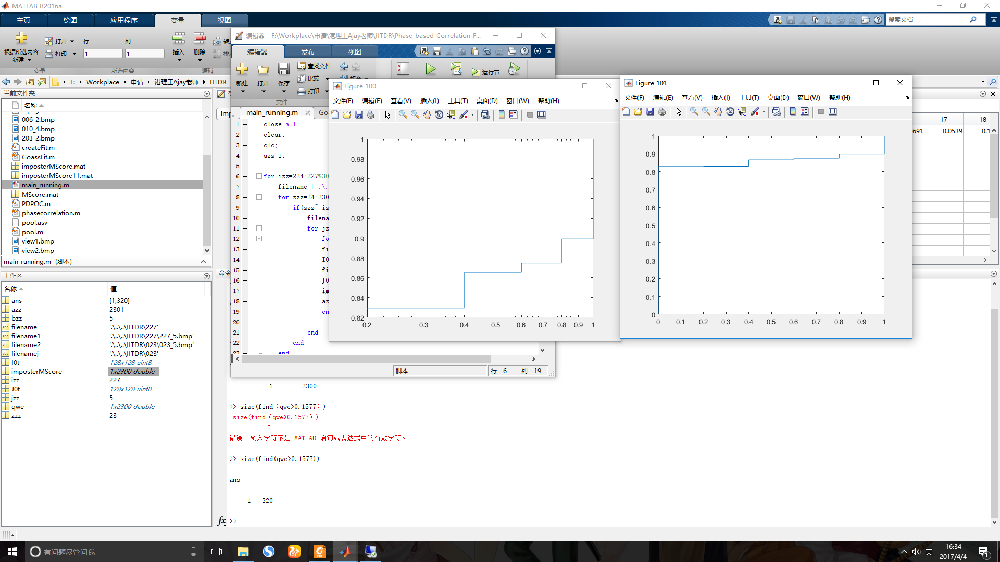 MATLAB R2016a
主页 绘图 应用程序 变量 视图
搜索文档
根据所选内容
新建
打开
打印
行 列
1 1
插入 删除
变量 所选内容 编辑
F: Workplace 申请 港理工Ajay老师 IITDR
当前文件夹
名称
006_2.bmp
010_4.bmp
203_2.bmp
createFit.m
GoassFit.m
imposterMScore.mat
imposterMScore11.mat
main_running.m
MScore.mat
PDPOC.m
phasecorrelation.m
pool.asv
pool.m
view1.bmp
view2.bmp
main_running.m (脚本)
工作区
名称 值
ans [1,320]
azz 2301
bzz 5
filename '.\..\..\IITDR\227'
filename1 '.\..\..\IITDR\227\227_5.bmp'
filename2 '.\..\..\IITDR\023\023_5.bmp'
filenamej '.\..\..\IITDR\023'
I0t 128x128 uint8
imposterMScore 1x2300 double
izz 227
J0t 128x128 uint8
jzz 5
qwe 1x2300 double
zzz 23
编辑器 - F:\Workplace\申请\港理工Ajay老师\IITDR\Phase-based-Correlation-F...
编辑器 发布 视图
新建 打开 保存
查找文件
比较
打印
运行节
文件
main_running.m
1 close all;
2 clear;
3 clc;
4 azz=1;
5
6 for izz=224:227%30
7 filename=['.\.
8 for zzz=24:230
9 if(zzz~=iz
10 filena
11 for jz
12 fo
13 fi
14 I0
15 fi
16 J0
17 im
18 az
19 en
20
21 end
22 end
23 end
脚本
行 6 列 19
Figure 100
文件(F) 编辑(E) 查看(V) 插入(I) 工具(T) 桌面(D) 窗口(W) 帮助(H)
1
0.98
0.96
0.94
0.92
0.9
0.88
0.86
0.84
0.82
0.2 0.3 0.4 0.5 0.6 0.7 0.8 0.9 1
Figure 101
文件(F) 编辑(E) 查看(V) 插入(I) 工具(T) 桌面(D) 窗口(W) 帮助(H)
1
0.9
0.8
0.7
0.6
0.5
0.4
0.3
0.2
0.1
0
0 0.1 0.2 0.3 0.4 0.5 0.6 0.7 0.8 0.9 1
17 18
691 0.0539 0.1
1 2300
>> size(find（qwe>0.1577）)
size(find（qwe>0.1577）)
↑
错误: 输入字符不是 MATLAB 语句或表达式中的有效字符。
>> size(find(qwe>0.1577))
ans =
1 320
fx >>
有问题尽管问我
英
16:34
2017/4/4
1